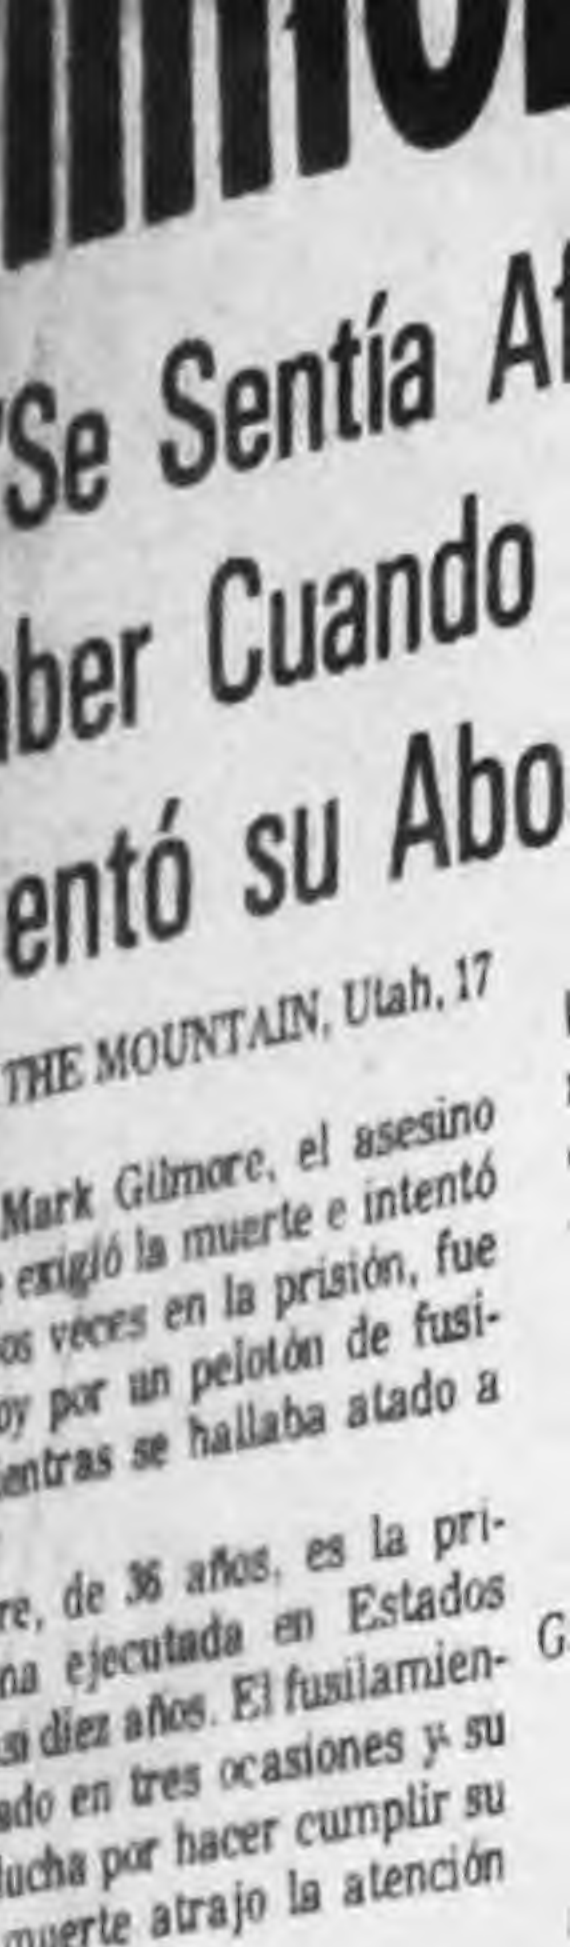 "Se Sentía Af
ber Cuando
entó su Abo
THE MOUNTAIN, Utah, 17
Mark Gilmore, el asesino
exigió la muerte e intentó
os veces en la prisión, fue
oy por un pelotón de fusi-
ientras se hallaba atado a
re, de 36 años, es la pri-
na ejecutada en Estados
si diez años. El fusilamien-
ado en tres ocasiones y su
lucha por hacer cumplir su
muerte atrajo la atención
G